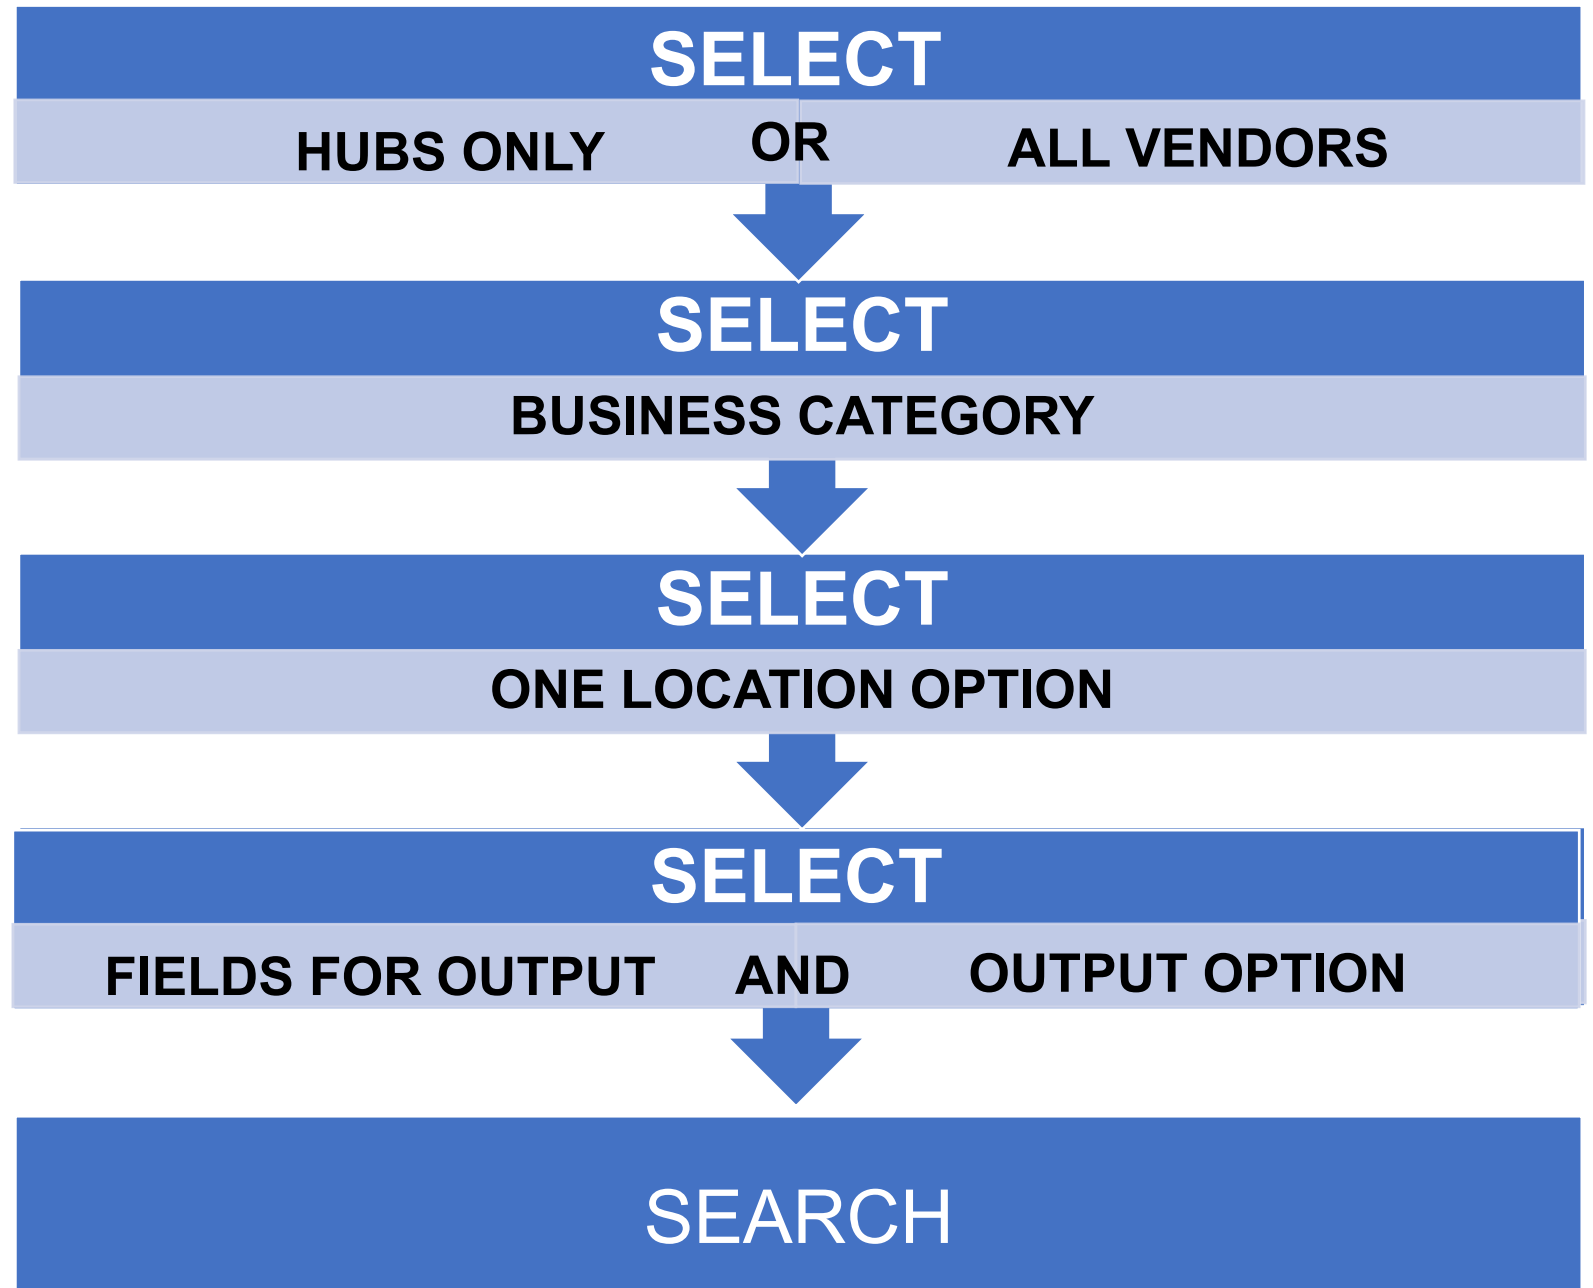 SELECT
HUBS ONLY OR ALL VENDORS
SELECT
BUSINESS CATEGORY
SELECT
ONE LOCATION OPTION
SELECT
FIELDS FOR OUTPUT AND OUTPUT OPTION
SEARCH